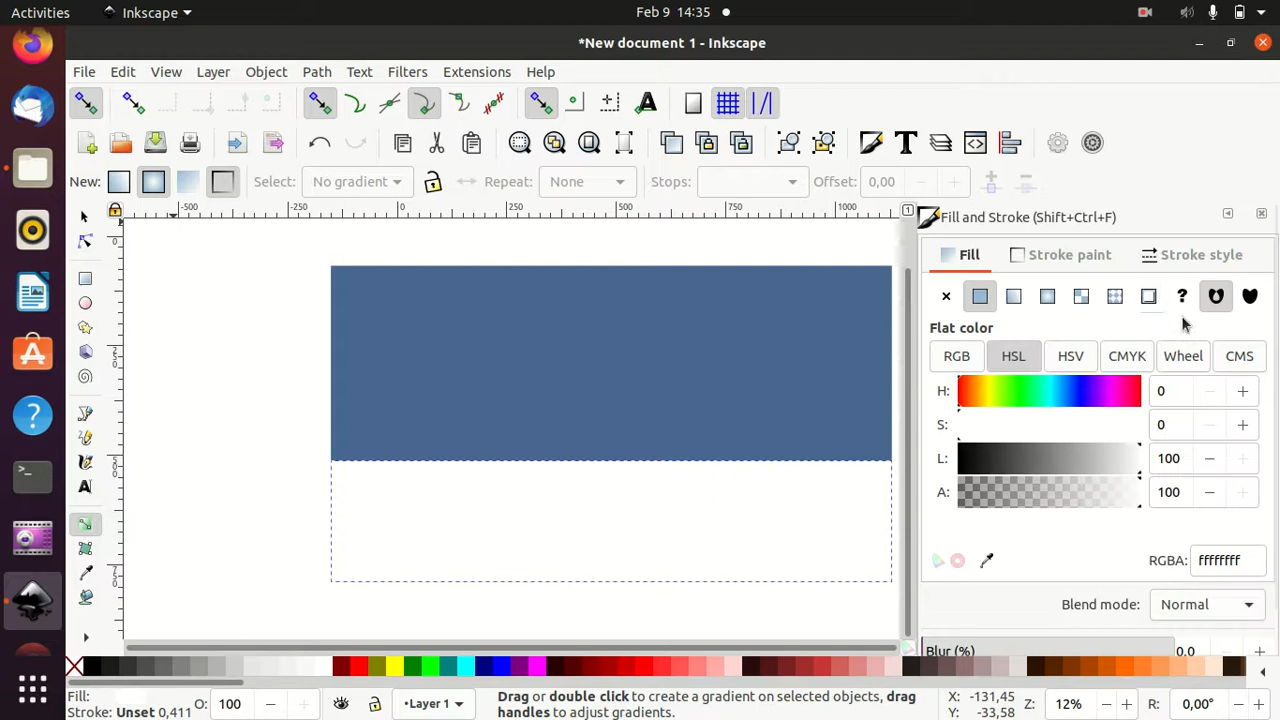 Activities
Inkscape
Feb 9 14:35
*New document 1 - Inkscape
File Edit View Layer Object Path Text Filters Extensions Help
New: Select: No gradient Repeat: None Stops: Offset: 0,00
-500 -250 0 250 500 750 1000
1
Fill and Stroke (Shift+Ctrl+F)
Fill Stroke paint Stroke style
Flat color
RGB HSL HSV CMYK Wheel CMS
H: 0
S: 0
L: 100
A: 100
RGBA: ffffffff
Blend mode: Normal
Blur (%) 0.0
0
250
500
750
Fill:
Stroke: Unset 0,411
O: 100
•Layer 1
Drag or double click to create a gradient on selected objects, drag
handles to adjust gradients.
X: -131,45
Y: -33,58
Z: 12%
R: 0,00°